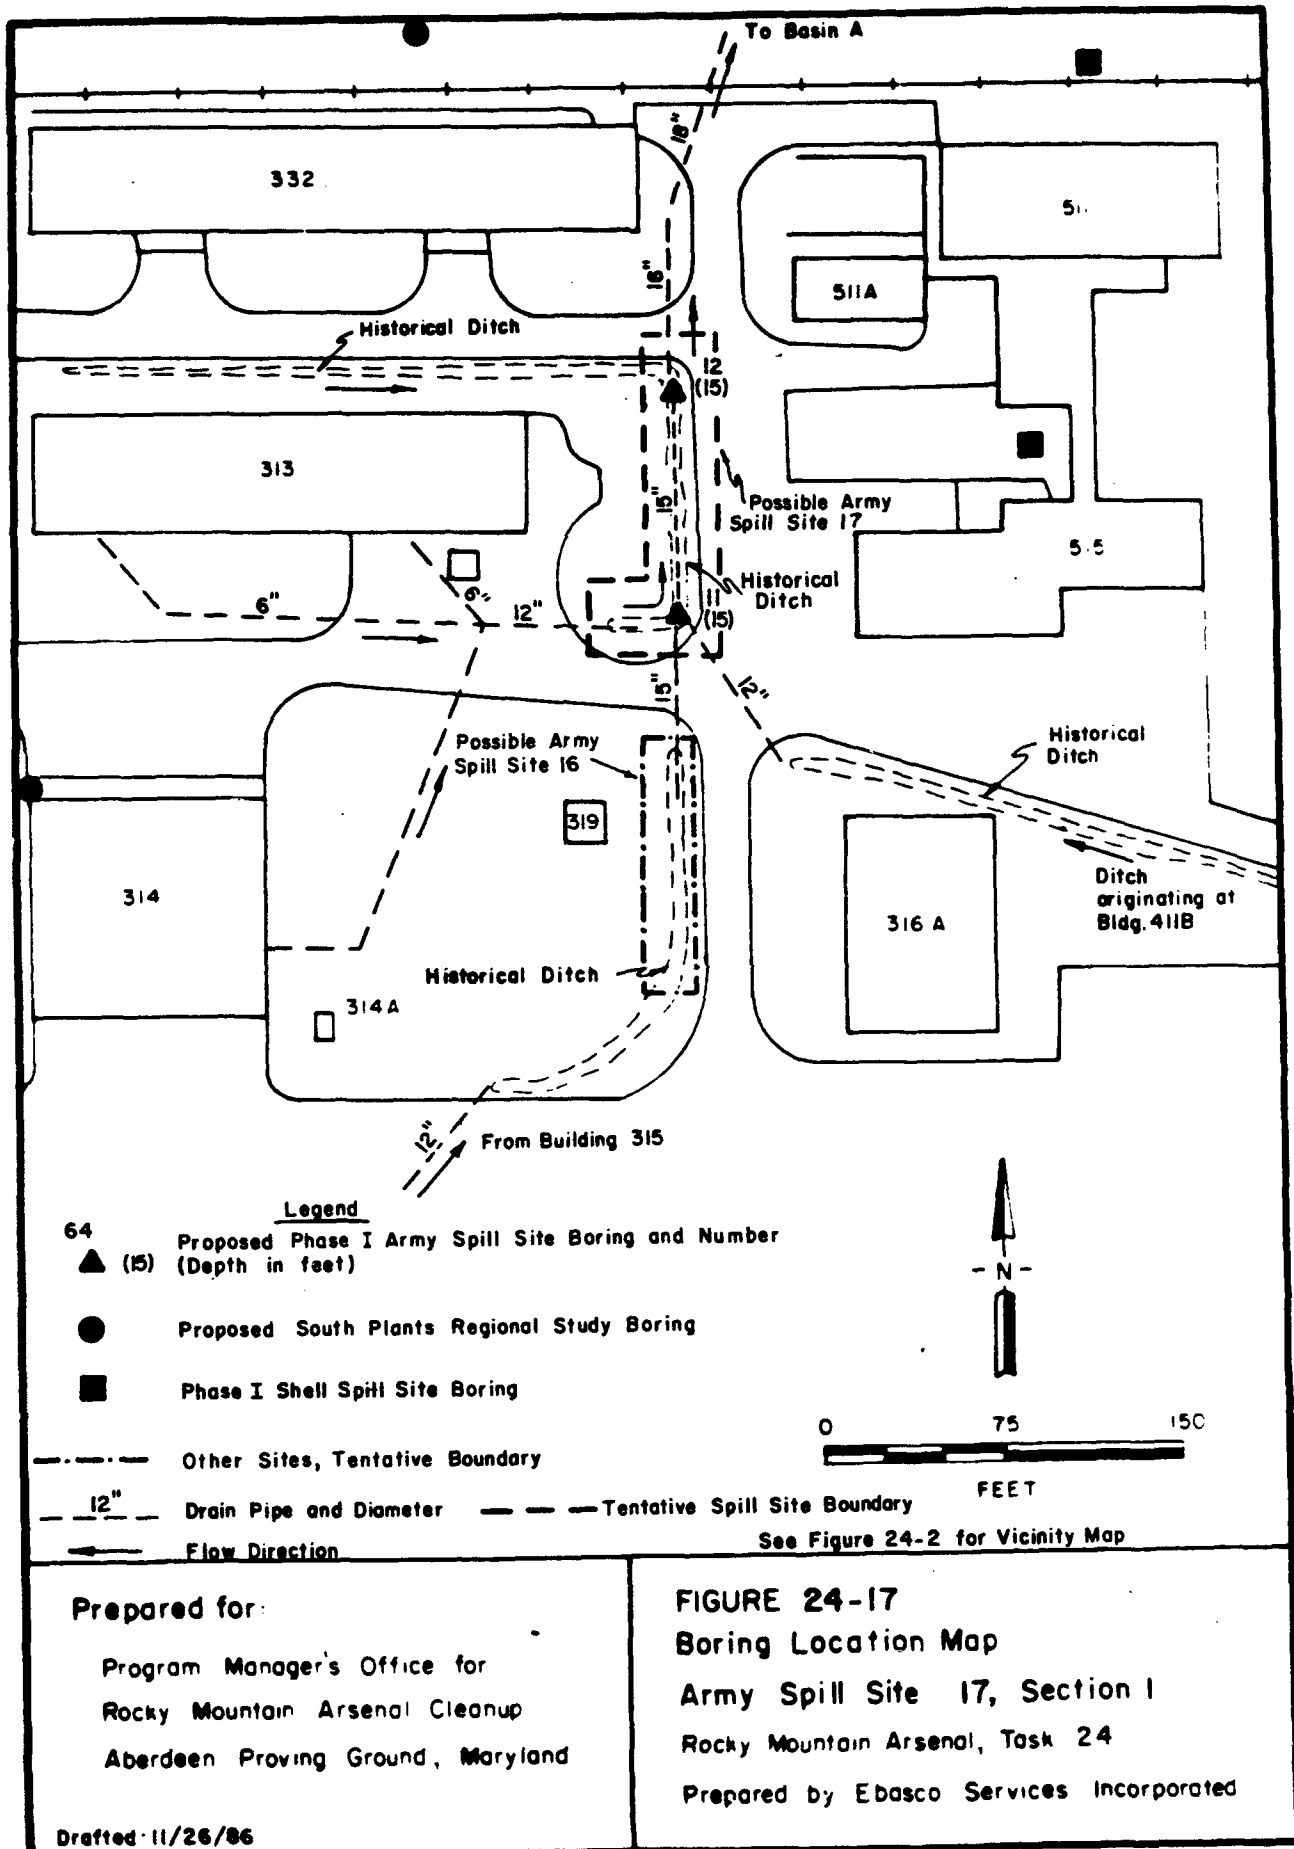 To Basin A
18"
332
16"
511A
Historical Ditch
12
(15)
313
15"
Possible Army
Spill Site 17
Historical
Ditch
6"
6"
12"
11
(15)
15"
12"
Possible Army
Spill Site 16
Historical
Ditch
319
314
316 A
Ditch
originating at
Bldg. 411B
Historical Ditch
314A
12"
From Building 315
Legend
64
(15)
Proposed Phase I Army Spill Site Boring and Number
(Depth in feet)
- N -
Proposed South Plants Regional Study Boring
Phase I Shell Spill Site Boring
0 75 150
FEET
Other Sites, Tentative Boundary
12"
Drain Pipe and Diameter
Tentative Spill Site Boundary
Flow Direction
See Figure 24-2 for Vicinity Map
Prepared for:
Program Manager's Office for
Rocky Mountain Arsenal Cleanup
Aberdeen Proving Ground, Maryland
Drafted: 11/26/86
FIGURE 24-17
Boring Location Map
Army Spill Site 17, Section 1
Rocky Mountain Arsenal, Task 24
Prepared by Ebasco Services Incorporated